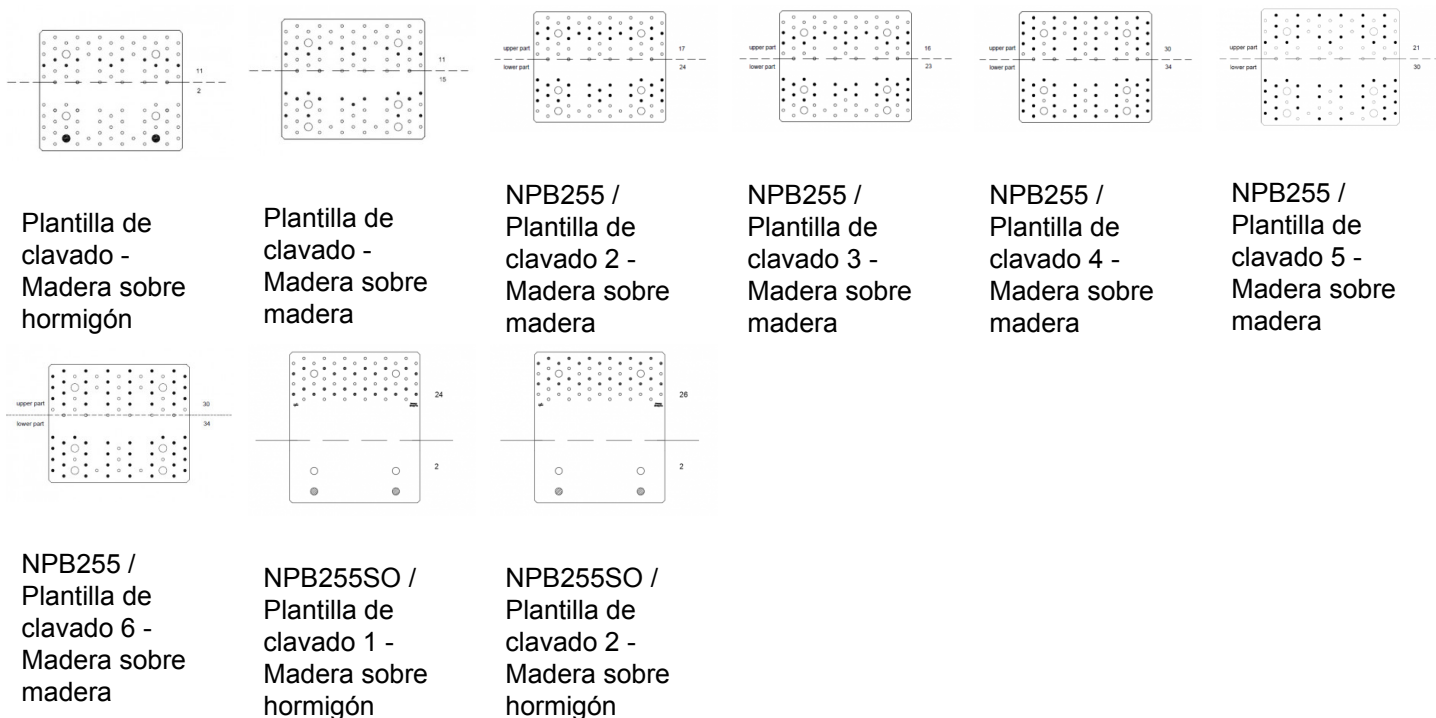 11
2
Plantilla de
clavado -
Madera sobre
hormigón
11
15
Plantilla de
clavado -
Madera sobre
madera
upper part 17
lower part 24
NPB255 /
Plantilla de
clavado 2 -
Madera sobre
madera
upper part 16
lower part 23
NPB255 /
Plantilla de
clavado 3 -
Madera sobre
madera
upper part 30
lower part 34
NPB255 /
Plantilla de
clavado 4 -
Madera sobre
madera
upper part 21
lower part 30
NPB255 /
Plantilla de
clavado 5 -
Madera sobre
madera
upper part 30
lower part 34
NPB255 /
Plantilla de
clavado 6 -
Madera sobre
madera
24
2
NPB255SO /
Plantilla de
clavado 1 -
Madera sobre
hormigón
26
2
NPB255SO /
Plantilla de
clavado 2 -
Madera sobre
hormigón